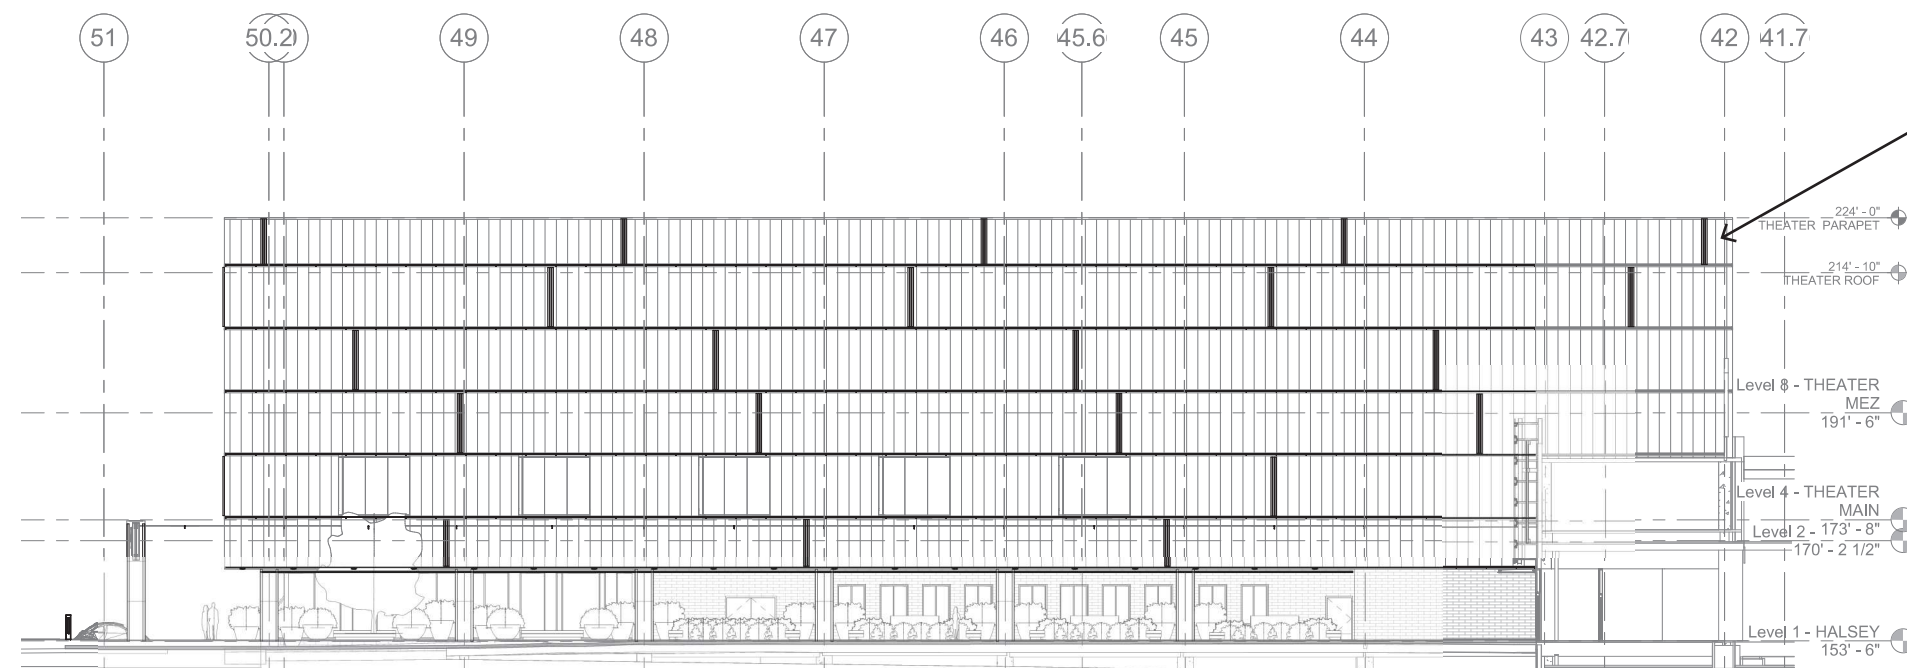 51
50.2
49
48
47
46
45.6
45
44
43
42.7
42
41.7
224' - 0"
THEATER PARAPET
214' - 10"
THEATER ROOF
Level 8 - THEATER
MEZ
191' - 6"
Level 4 - THEATER
MAIN
173' - 8"
Level 2 -
170' - 2 1/2"
Level 1 - HALSEY
153' - 6"